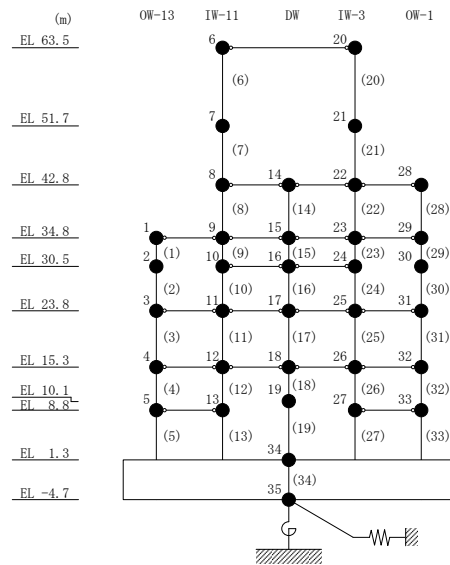 (m) OW-13 IW-11 DW IW-3 OW-1
EL 63.5 6 20
(6) (20)
EL 51.7 7 21
(7) (21)
EL 42.8 8 14 22 28
(8) (14) (22) (28)
EL 34.8 1 9 15 23 29
(1) (9) (15) (23) (29)
EL 30.5 2 10 16 24 30
(2) (10) (16) (24) (30)
EL 23.8 3 11 17 25 31
(3) (11) (17) (25) (31)
EL 15.3 4 12 18 26 32
(4) (12) (18) (26) (32)
EL 10.1 19
EL 8.8 5 13 27 33
(5) (13) (19) (27) (33)
EL 1.3 34
(34)
EL -4.7 35